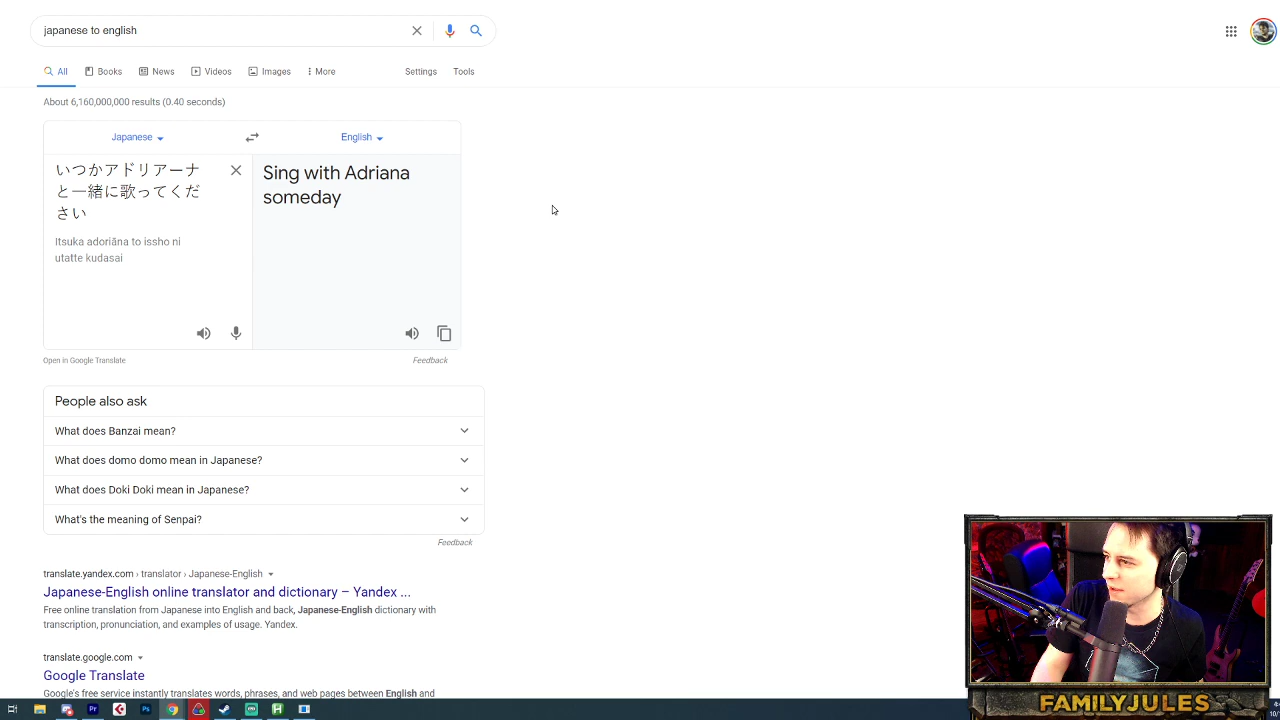 japanese to english
All
Books
News
Videos
Images
More
Settings
Tools
About 6,160,000,000 results (0.40 seconds)
Japanese
English
いつかアドリアーナ
と一緒に歌ってくだ
さい
Itsuka adoriāna to issho ni
utatte kudasai
Sing with Adriana
someday
Open in Google Translate
Feedback
People also ask
What does Banzai mean?
What does domo domo mean in Japanese?
What does Doki Doki mean in Japanese?
What's the meaning of Senpai?
Feedback
translate.yandex.com › translator › Japanese-English
Japanese-English online translator and dictionary – Yandex ...
Free online translation from Japanese into English and back, Japanese-English dictionary with
transcription, pronunciation, and examples of usage. Yandex.
translate.google.com
Google Translate
Google's free service instantly translates words, phrases, and web pages between English and
FAMILYJULES